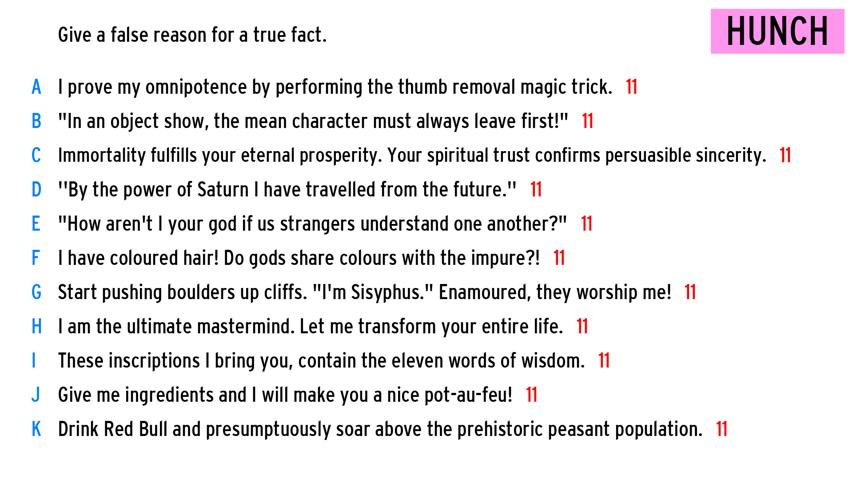 Give a false reason for a true fact.
HUNCH
A I prove my omnipotence by performing the thumb removal magic trick. 11
B "In an object show, the mean character must always leave first!" 11
C Immortality fulfills your eternal prosperity. Your spiritual trust confirms persuasible sincerity. 11
D ''By the power of Saturn I have travelled from the future.'' 11
E "How aren't I your god if us strangers understand one another?" 11
F I have coloured hair! Do gods share colours with the impure?! 11
G Start pushing boulders up cliffs. "I'm Sisyphus." Enamoured, they worship me! 11
H I am the ultimate mastermind. Let me transform your entire life. 11
I These inscriptions I bring you, contain the eleven words of wisdom. 11
J Give me ingredients and I will make you a nice pot-au-feu! 11
K Drink Red Bull and presumptuously soar above the prehistoric peasant population. 11